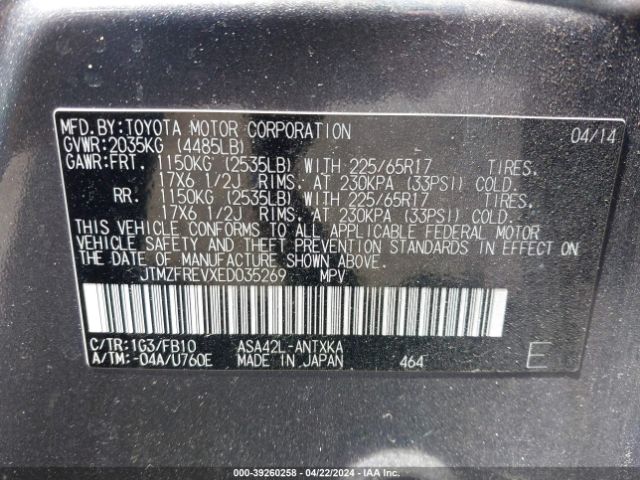 MFD.BY:TOYOTA MOTOR CORPORATION 04/14
GVWR:2035KG (4485LB)
GAWR:FRT. 1150KG (2535LB) WITH 225/65R17 TIRES.
17X6 1/2J RIMS. AT 230KPA (33PSI) COLD.
RR. 1150KG (2535LB) WITH 225/65R17 TIRES.
17X6 1/2J RIMS. AT 230KPA (33PSI) COLD.
THIS VEHICLE CONFORMS TO ALL APPLICABLE FEDERAL MOTOR
VEHICLE SAFETY AND THEFT PREVENTION STANDARDS IN EFFECT ON
THE DATE OF MANUFACTURE SHOWN ABOVE.
JTMZFREVXED035269 MPV
C/TR:1G3/FB10 ASA42L-ANTXKA
A/TM:-04A/U760E MADE IN JAPAN 464 E
000-39260258 - 04/22/2024 - IAA Inc.